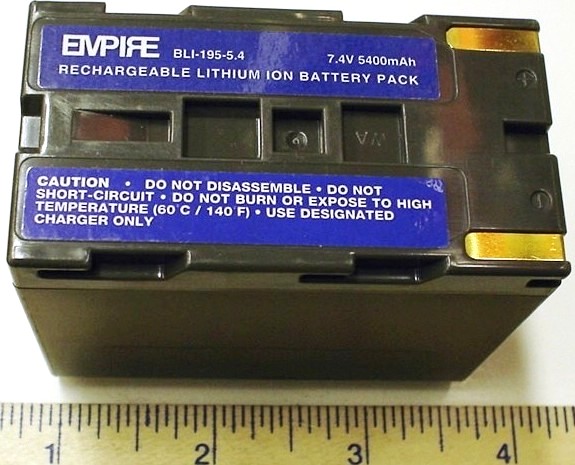 EMPIRE BLI-195-5.4 7.4V 5400mAh
RECHARGEABLE LITHIUM ION BATTERY PACK
CAUTION • DO NOT DISASSEMBLE • DO NOT
SHORT-CIRCUIT • DO NOT BURN OR EXPOSE TO HIGH
TEMPERATURE (60°C / 140°F) • USE DESIGNATED
CHARGER ONLY
1 2 3 4